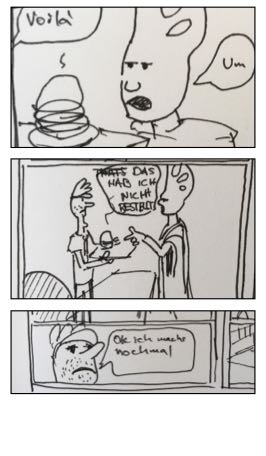 Voilà
Um
DAS
HAB ICH
NICHT
BESTELLT
Ok ich machs
nochmal